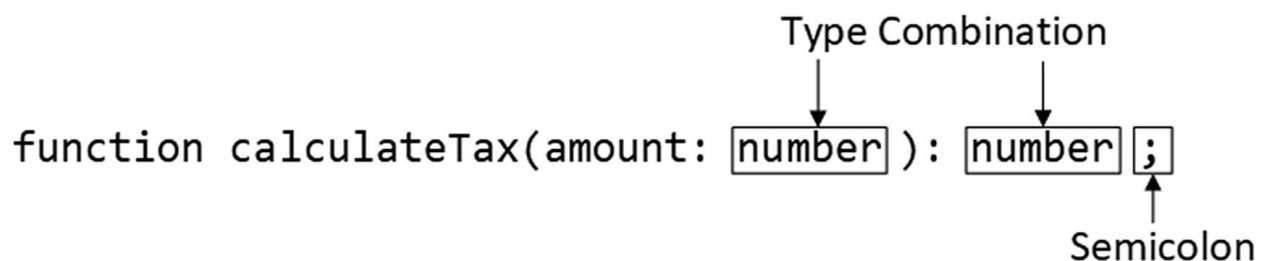 Type Combination
function calculateTax(amount: number ): number ;
Semicolon